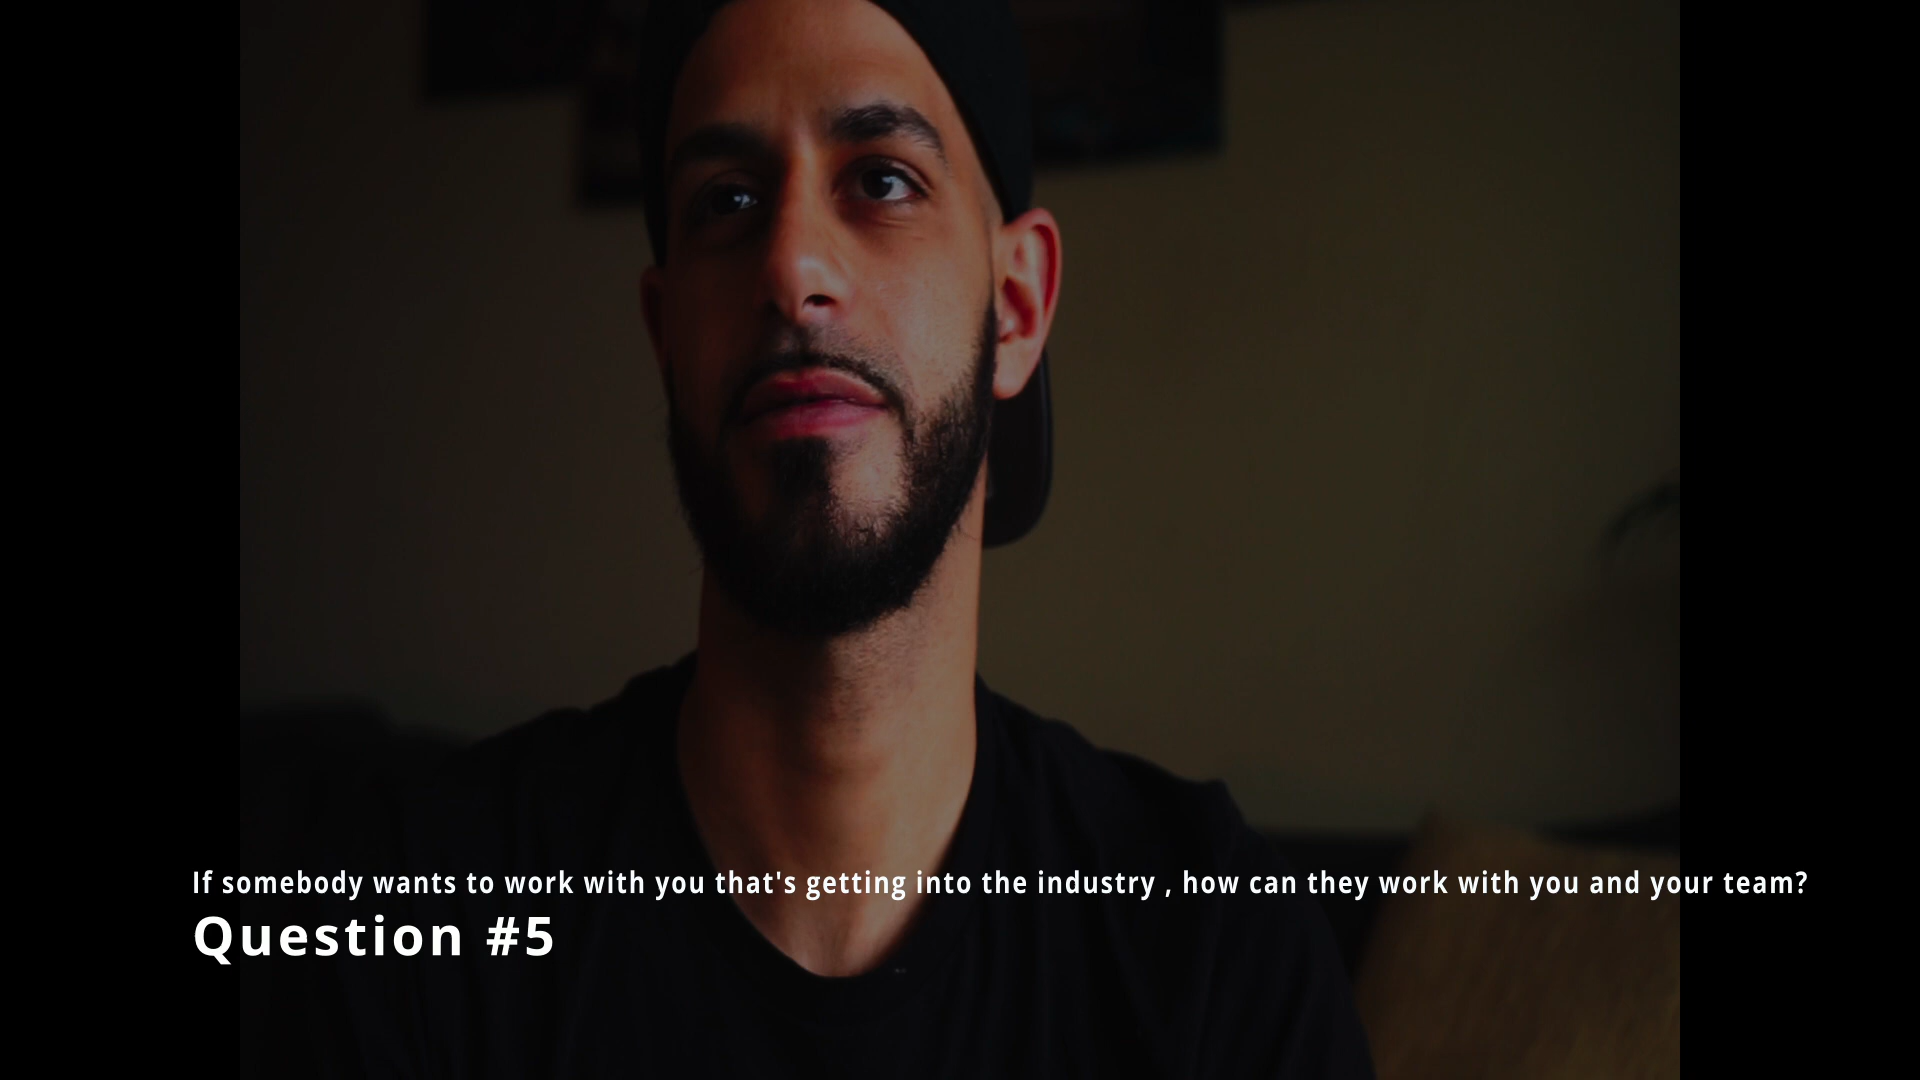 If somebody wants to work with you that's getting into the industry , how can they work with you and your team?
Question #5